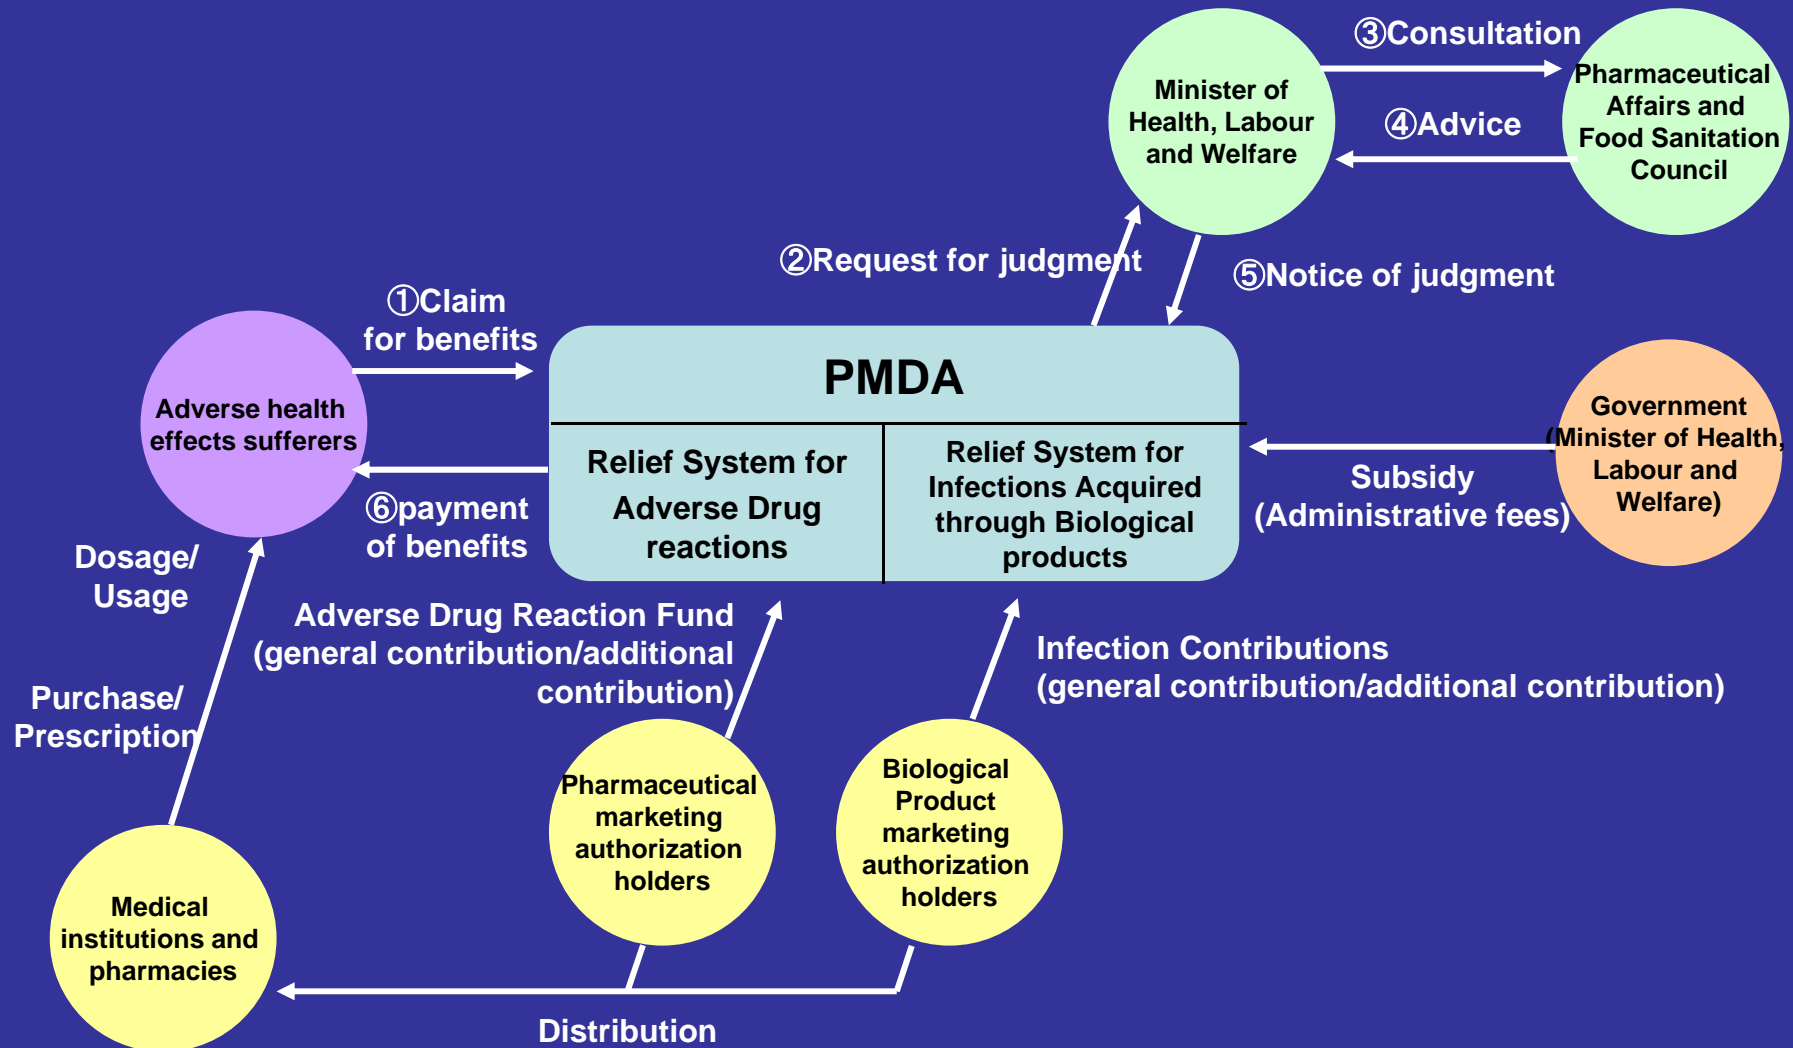 ③Consultation
Minister of
Health, Labour
and Welfare
Pharmaceutical
Affairs and
Food Sanitation
Council
④Advice
②Request for judgment
⑤Notice of judgment
①Claim
for benefits
PMDA
Adverse health
effects sufferers
Relief System for
Adverse Drug
reactions
Relief System for
Infections Acquired
through Biological
products
Government
(Minister of Health,
Labour and
Welfare)
Subsidy
(Administrative fees)
⑥payment
of benefits
Dosage/
Usage
Adverse Drug Reaction Fund
(general contribution/additional
contribution)
Infection Contributions
(general contribution/additional contribution)
Purchase/
Prescription
Pharmaceutical
marketing
authorization
holders
Biological
Product
marketing
authorization
holders
Medical
institutions and
pharmacies
Distribution